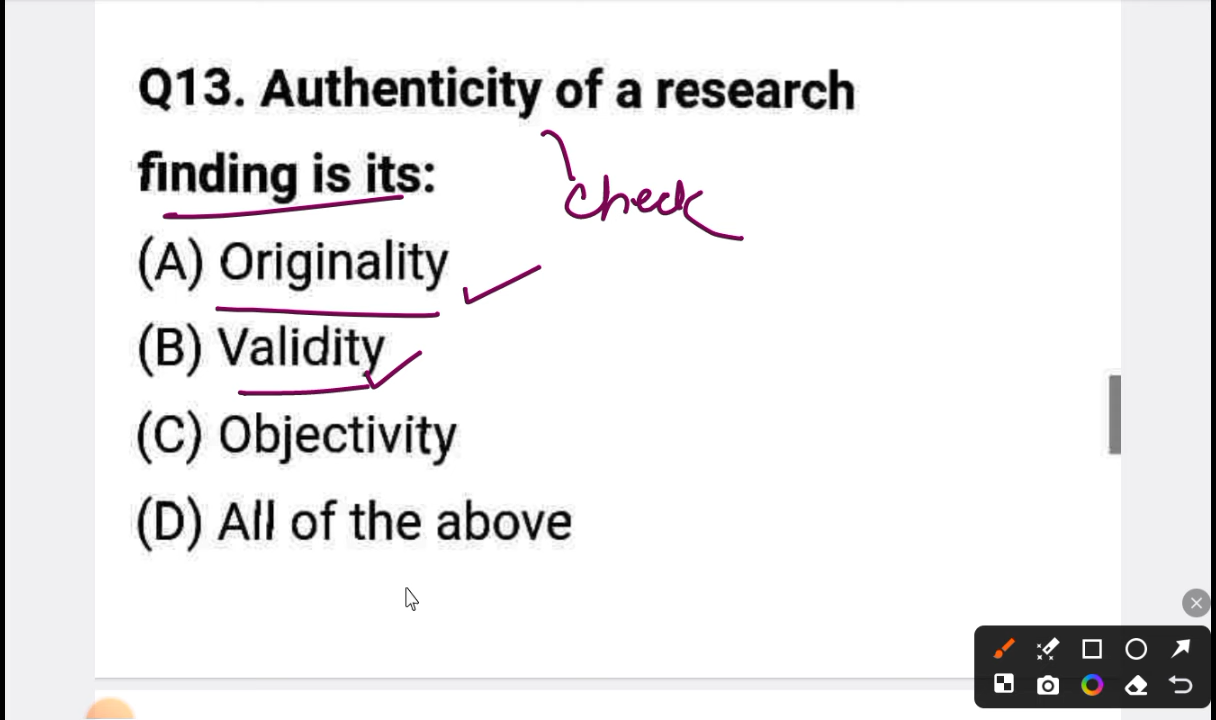 Q13. Authenticity of a research
finding is its:
check
(A) Originality
(B) Validity
(C) Objectivity
(D) All of the above